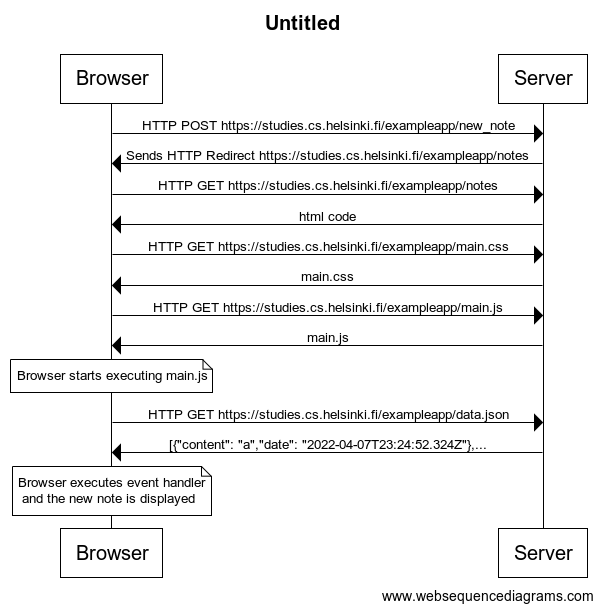 Untitled
Browser
Server
HTTP POST https://studies.cs.helsinki.fi/exampleapp/new_note
Sends HTTP Redirect https://studies.cs.helsinki.fi/exampleapp/notes
HTTP GET https://studies.cs.helsinki.fi/exampleapp/notes
html code
HTTP GET https://studies.cs.helsinki.fi/exampleapp/main.css
main.css
HTTP GET https://studies.cs.helsinki.fi/exampleapp/main.js
main.js
Browser starts executing main.js
HTTP GET https://studies.cs.helsinki.fi/exampleapp/data.json
[{"content": "a","date": "2022-04-07T23:24:52.324Z"},...
Browser executes event handler
and the new note is displayed
Browser
Server
www.websequencediagrams.com